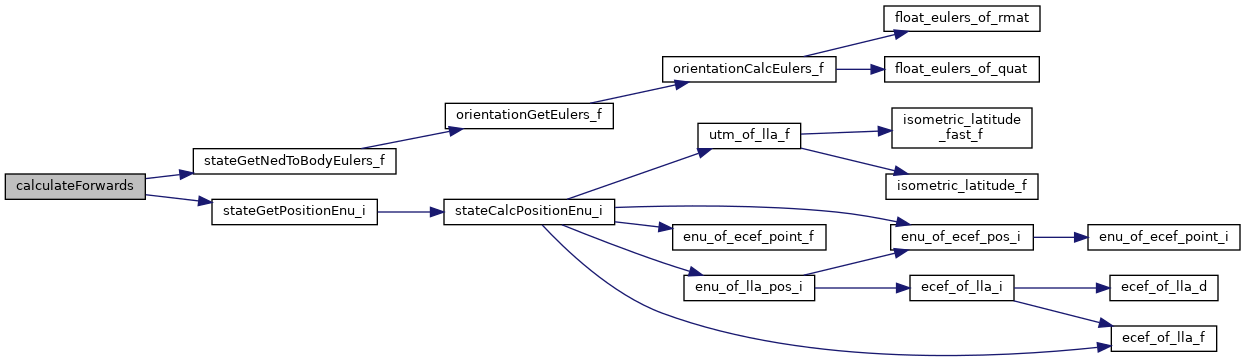 float_eulers_of_rmat
orientationCalcEulers_f
float_eulers_of_quat
orientationGetEulers_f
isometric_latitude
_fast_f
utm_of_lla_f
stateGetNedToBodyEulers_f
calculateForwards
isometric_latitude_f
stateGetPositionEnu_i
stateCalcPositionEnu_i
enu_of_ecef_point_f
enu_of_ecef_pos_i
enu_of_ecef_point_i
enu_of_lla_pos_i
ecef_of_lla_i
ecef_of_lla_d
ecef_of_lla_f